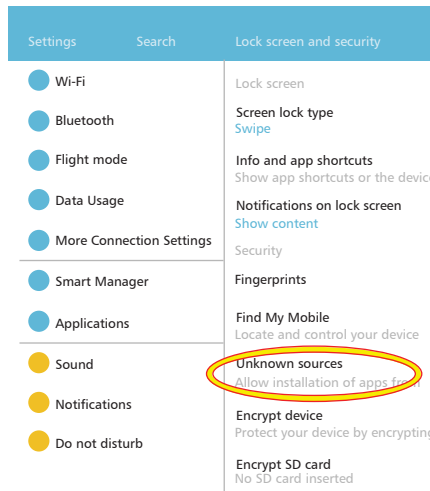 Settings Search Lock screen and security
Wi-Fi
Bluetooth
Flight mode
Data Usage
More Connection Settings
Smart Manager
Applications
Sound
Notifications
Do not disturb
Lock screen
Screen lock type
Swipe
Info and app shortcuts
Show app shortcuts or the device
Notifications on lock screen
Show content
Security
Fingerprints
Find My Mobile
Locate and control your device
Unknown sources
Allow installation of apps from
Encrypt device
Protect your device by encrypting
Encrypt SD card
No SD card inserted